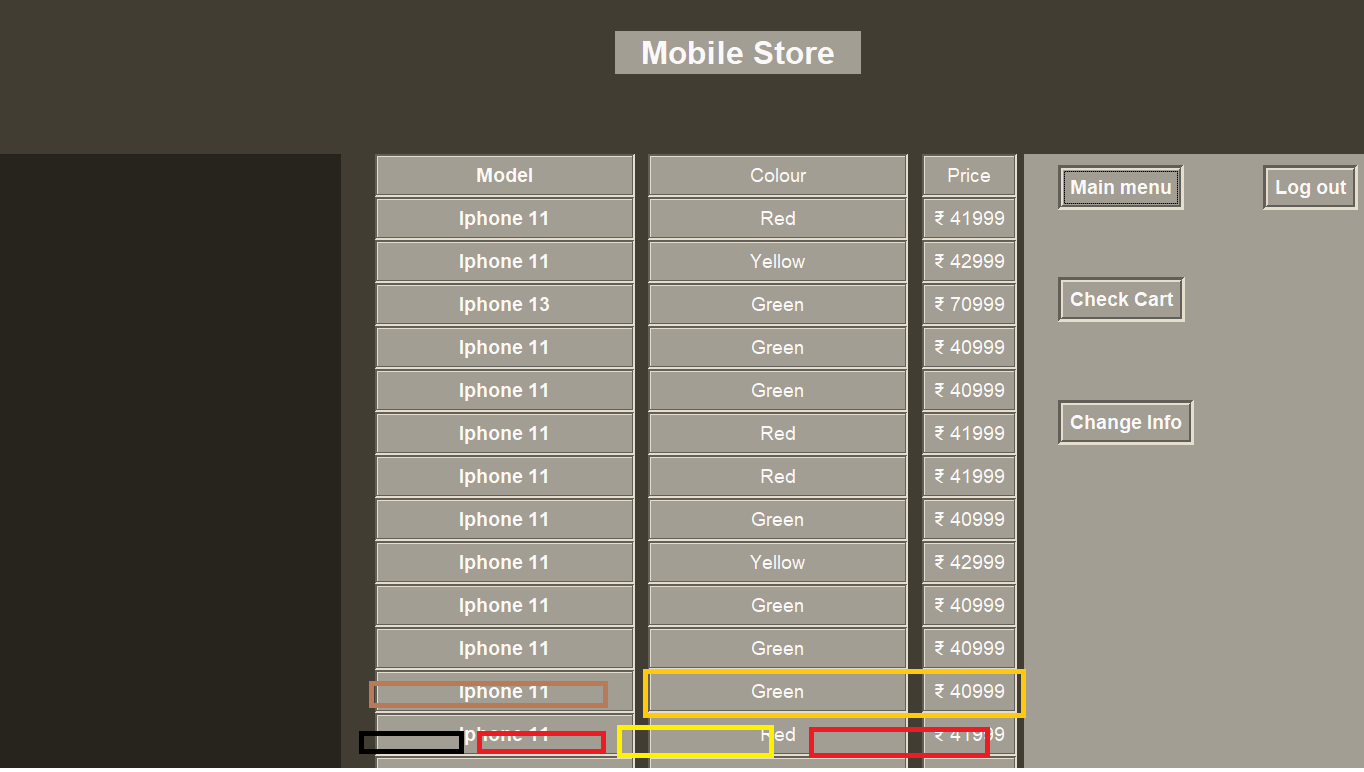 Mobile Store
Model Colour Price Main menu Log out
Iphone 11 Red ₹ 41999
Iphone 11 Yellow ₹ 42999
Iphone 13 Green ₹ 70999 Check Cart
Iphone 11 Green ₹ 40999
Iphone 11 Green ₹ 40999
Iphone 11 Red ₹ 41999 Change Info
Iphone 11 Red ₹ 41999
Iphone 11 Green ₹ 40999
Iphone 11 Yellow ₹ 42999
Iphone 11 Green ₹ 40999
Iphone 11 Green ₹ 40999
Iphone 11 Green ₹ 40999
Iphone 11 Red ₹ 41999